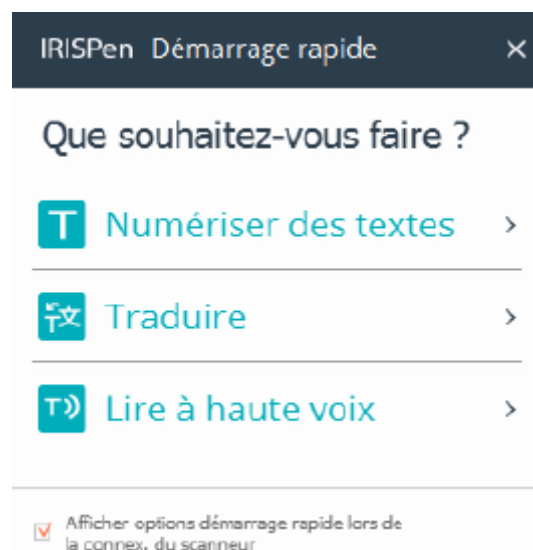 IRISPen Démarrage rapide
Que souhaitez-vous faire ?
Numériser des textes
Traduire
Lire à haute voix
Afficher options démarrage rapide lors de
la connex. du scanneur